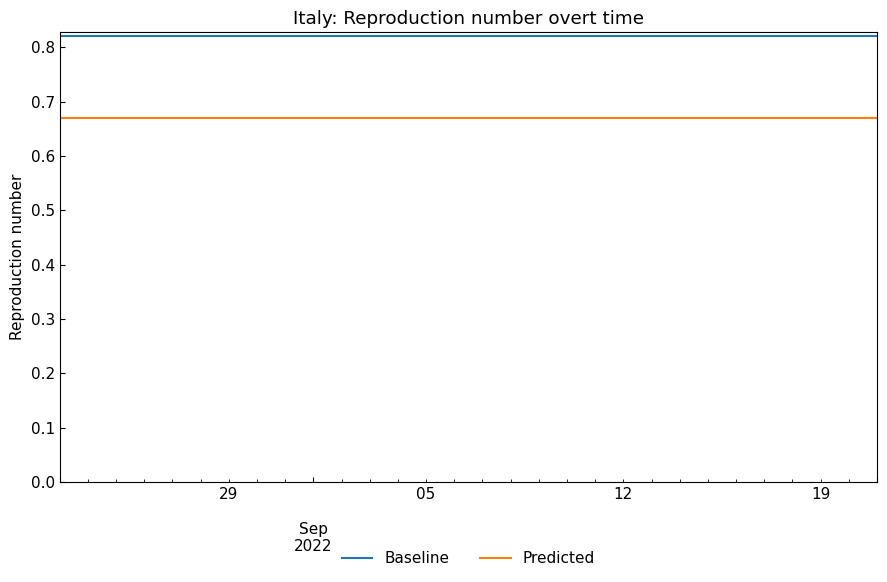 Italy: Reproduction number overt time
Reproduction number
0.8
0.7
0.6
0.5
0.4
0.3
0.2
0.1
0.0
29 05 12 19
Sep
2022
Baseline Predicted